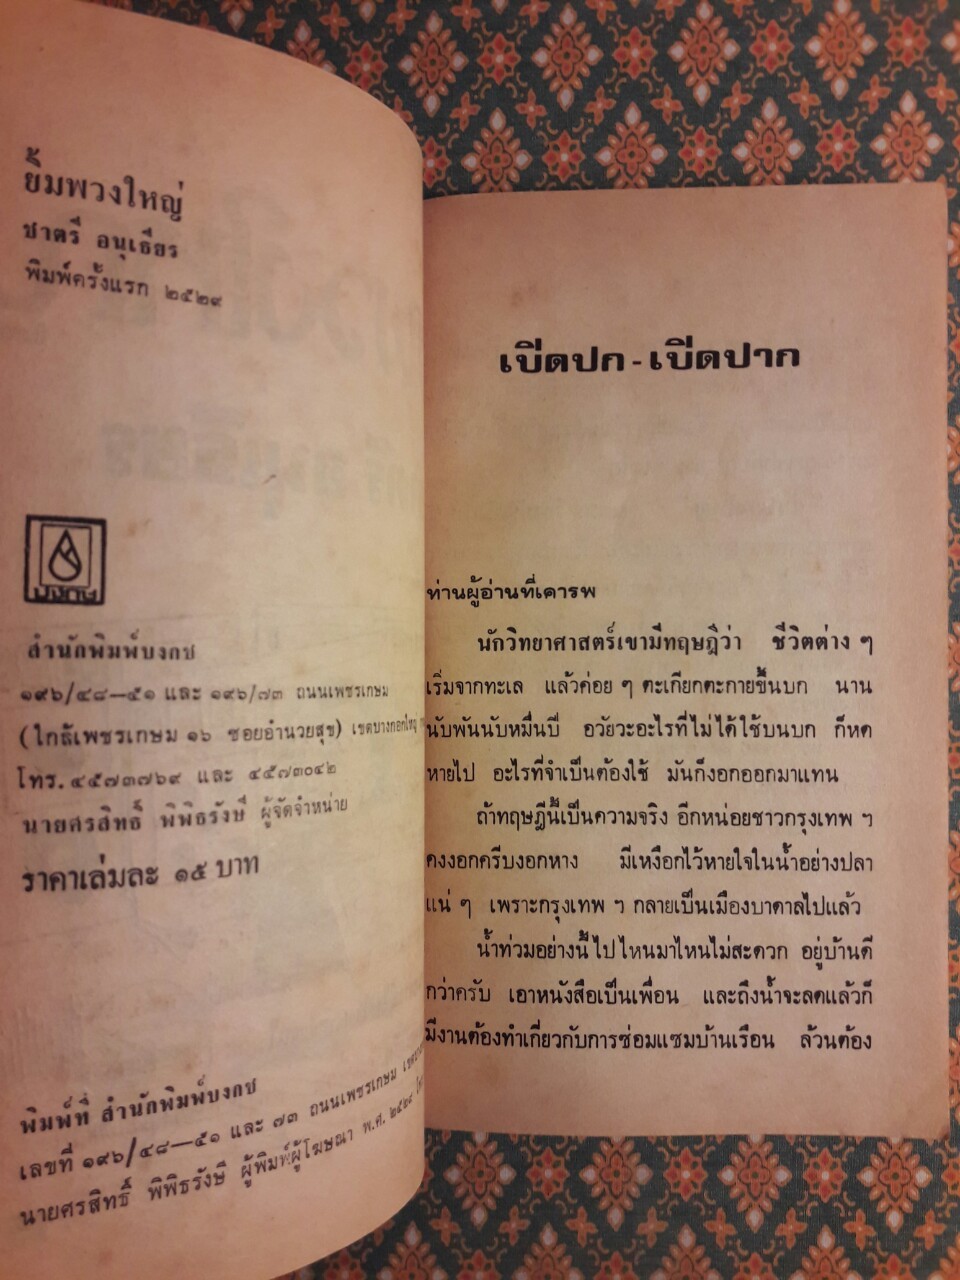 ยิ้มพวงใหญ่
ชาตรี อนุเธียร
พิมพ์ครั้งแรก ๒๕๒๙
บงกช
สำนักพิมพ์บงกช
๑๙๖/๔๘—๕๑ และ ๑๙๖/๗๓ ถนนเพชรเกษม
(ใกล้เพชรเกษม ๑๖ ซอยอำนวยสุข) เขตบางกอกใหญ่
โทร. ๔๕๗๓๗๖๙ และ ๔๕๗๓๐๔๒
นายศรสิทธิ์ พิพิธรังษี ผู้จัดจำหน่าย
ราคาเล่มละ ๑๕ บาท
พิมพ์ที่ สำนักพิมพ์บงกช
เลขที่ ๑๙๖/๔๘—๕๑ และ ๗๓ ถนนเพชรเกษม
นายศรสิทธิ์ พิพิธรังษี ผู้พิมพ์ผู้โฆษณา พ.ศ. ๒๕๒๙
เปิดปก - เปิดปาก
ท่านผู้อ่านที่เคารพ
นักวิทยาศาสตร์เขามีทฤษฎีว่า ชีวิตต่าง ๆ
เริ่มจากทะเล แล้วค่อย ๆ ตะเกียกตะกายขึ้นบก นาน
นับพันนับหมื่นปี อวัยวะอะไรที่ไม่ได้ใช้บนบก ก็หด
หายไป อะไรที่จำเป็นต้องใช้ มันก็งอกออกมาแทน
ถ้าทฤษฎีนี้เป็นความจริง อีกหน่อยชาวกรุงเทพ ฯ
คงงอกครีบงอกหาง มีเหงือกไว้หายใจในน้ำอย่างปลา
แน่ ๆ เพราะกรุงเทพ ฯ กลายเป็นเมืองบาดาลไปแล้ว
น้ำท่วมอย่างนี้ไปไหนมาไหนไม่สะดวก อยู่บ้านดี
กว่าครับ เอาหนังสือเป็นเพื่อน และถึงน้ำจะลดแล้วก็
มีงานต้องทำเกี่ยวกับการซ่อมแซมบ้านเรือน ล้วนต้อง